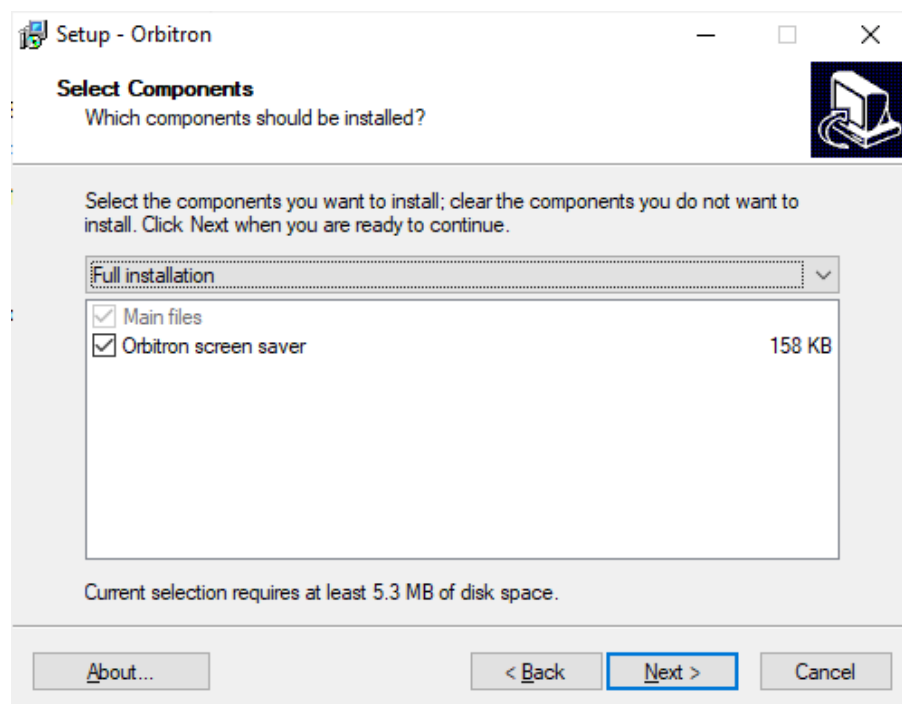 Setup - Orbitron
Select Components
Which components should be installed?
Select the components you want to install; clear the components you do not want to
install. Click Next when you are ready to continue.
Full installation
Main files
Orbitron screen saver 158 KB
Current selection requires at least 5.3 MB of disk space.
About... < Back Next > Cancel